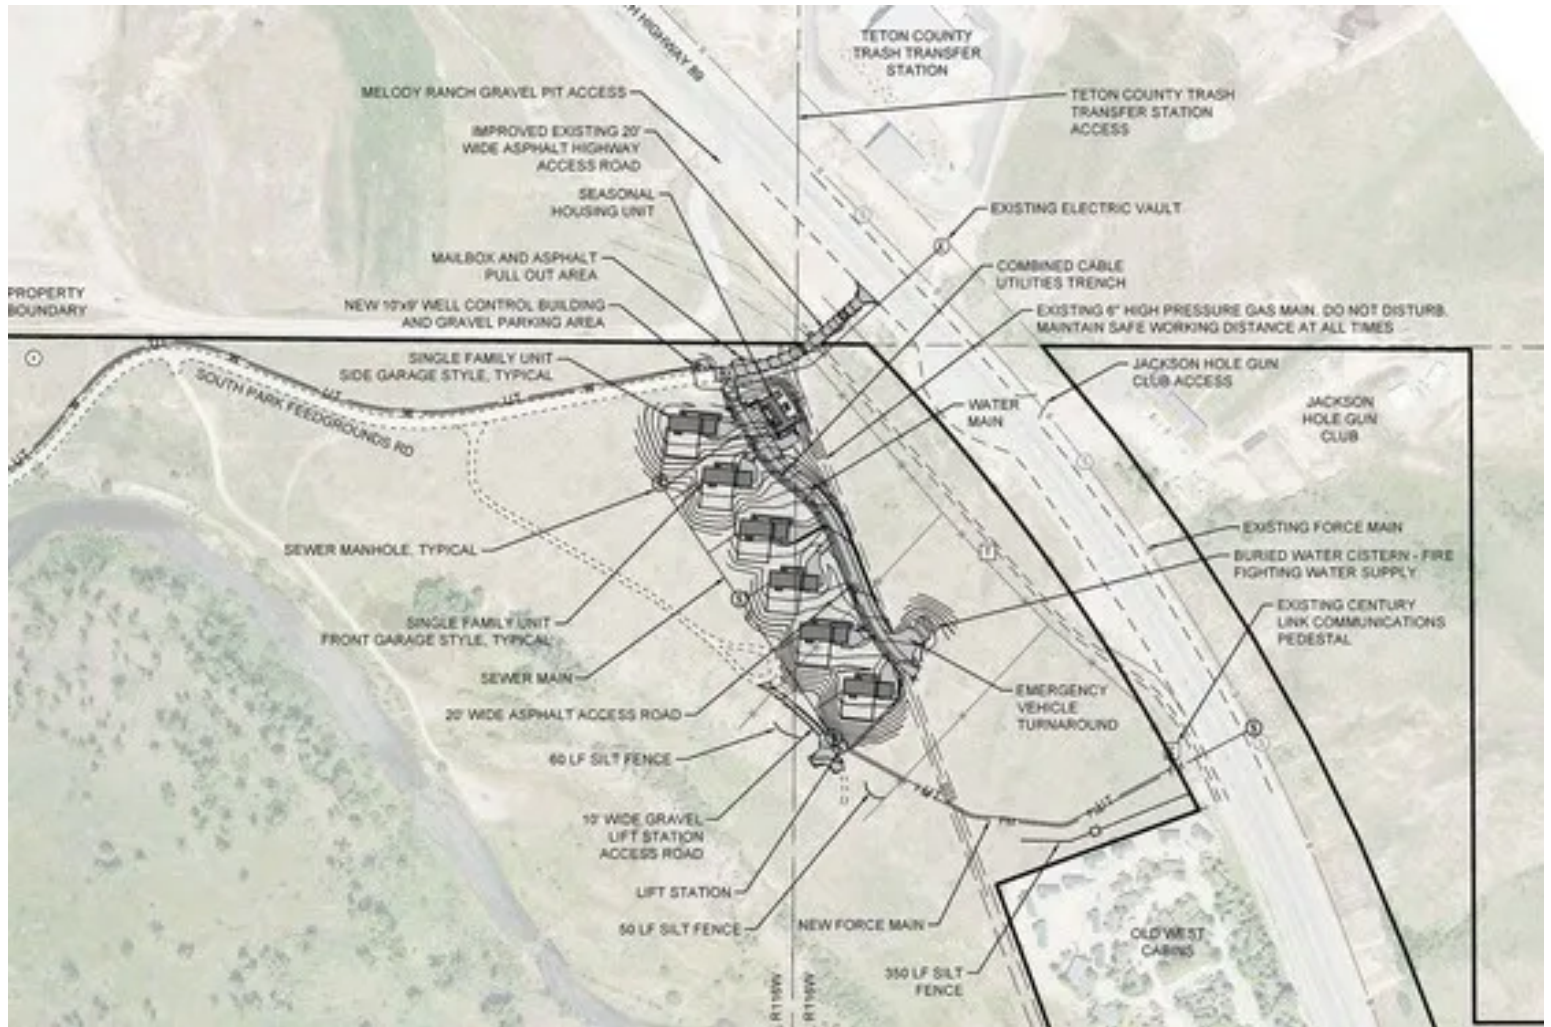 TETON COUNTY
TRASH TRANSFER
STATION
HIGHWAY 89
MELODY RANCH GRAVEL PIT ACCESS
TETON COUNTY TRASH
TRANSFER STATION
ACCESS
IMPROVED EXISTING 20'
WIDE ASPHALT HIGHWAY
ACCESS ROAD
SEASONAL
HOUSING UNIT
EXISTING ELECTRIC VAULT
MAILBOX AND ASPHALT
PULL OUT AREA
COMBINED CABLE
UTILITIES TRENCH
PROPERTY
BOUNDARY
NEW 10'x9' WELL CONTROL BUILDING
AND GRAVEL PARKING AREA
EXISTING 6" HIGH PRESSURE GAS MAIN. DO NOT DISTURB.
MAINTAIN SAFE WORKING DISTANCE AT ALL TIMES
SINGLE FAMILY UNIT
SIDE GARAGE STYLE, TYPICAL
JACKSON HOLE GUN
CLUB ACCESS
SOUTH PARK FEEDGROUNDS RD
WATER
MAIN
JACKSON
HOLE GUN
CLUB
SEWER MANHOLE, TYPICAL
EXISTING FORCE MAIN
BURIED WATER CISTERN - FIRE
FIGHTING WATER SUPPLY
SINGLE FAMILY UNIT
FRONT GARAGE STYLE, TYPICAL
EXISTING CENTURY
LINK COMMUNICATIONS
PEDESTAL
SEWER MAIN
20' WIDE ASPHALT ACCESS ROAD
EMERGENCY
VEHICLE
TURNAROUND
60 LF SILT FENCE
10' WIDE GRAVEL
LIFT STATION
ACCESS ROAD
LIFT STATION
50 LF SILT FENCE
NEW FORCE MAIN
350 LF SILT
FENCE
OLD WEST
CABINS
R116W
R116W